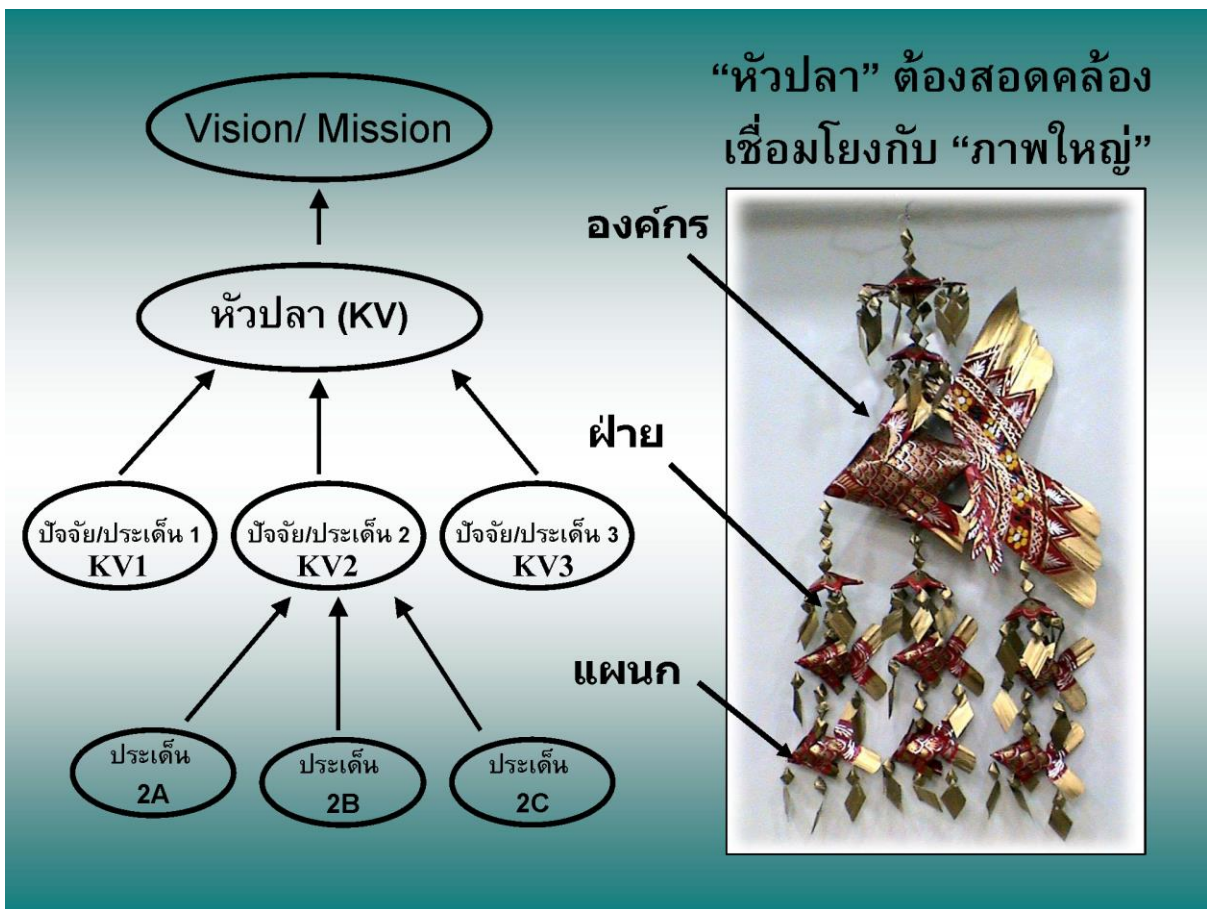 “หัวปลา” ต้องสอดคล้อง
เชื่อมโยงกับ “ภาพใหญ่”
Vision/ Mission
หัวปลา (KV)
ปัจจัย/ประเด็น 1
KV1
ปัจจัย/ประเด็น 2
KV2
ปัจจัย/ประเด็น 3
KV3
ประเด็น
2A
ประเด็น
2B
ประเด็น
2C
องค์กร
ฝ่าย
แผนก